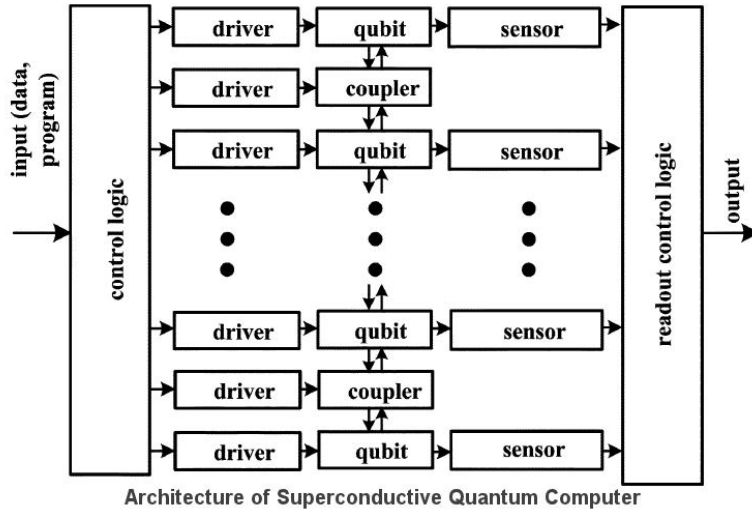 input (data,
program)
control logic
driver
qubit
sensor
driver
coupler
driver
qubit
sensor
driver
qubit
sensor
driver
coupler
driver
qubit
sensor
readout control logic
output
Architecture of Superconductive Quantum Computer